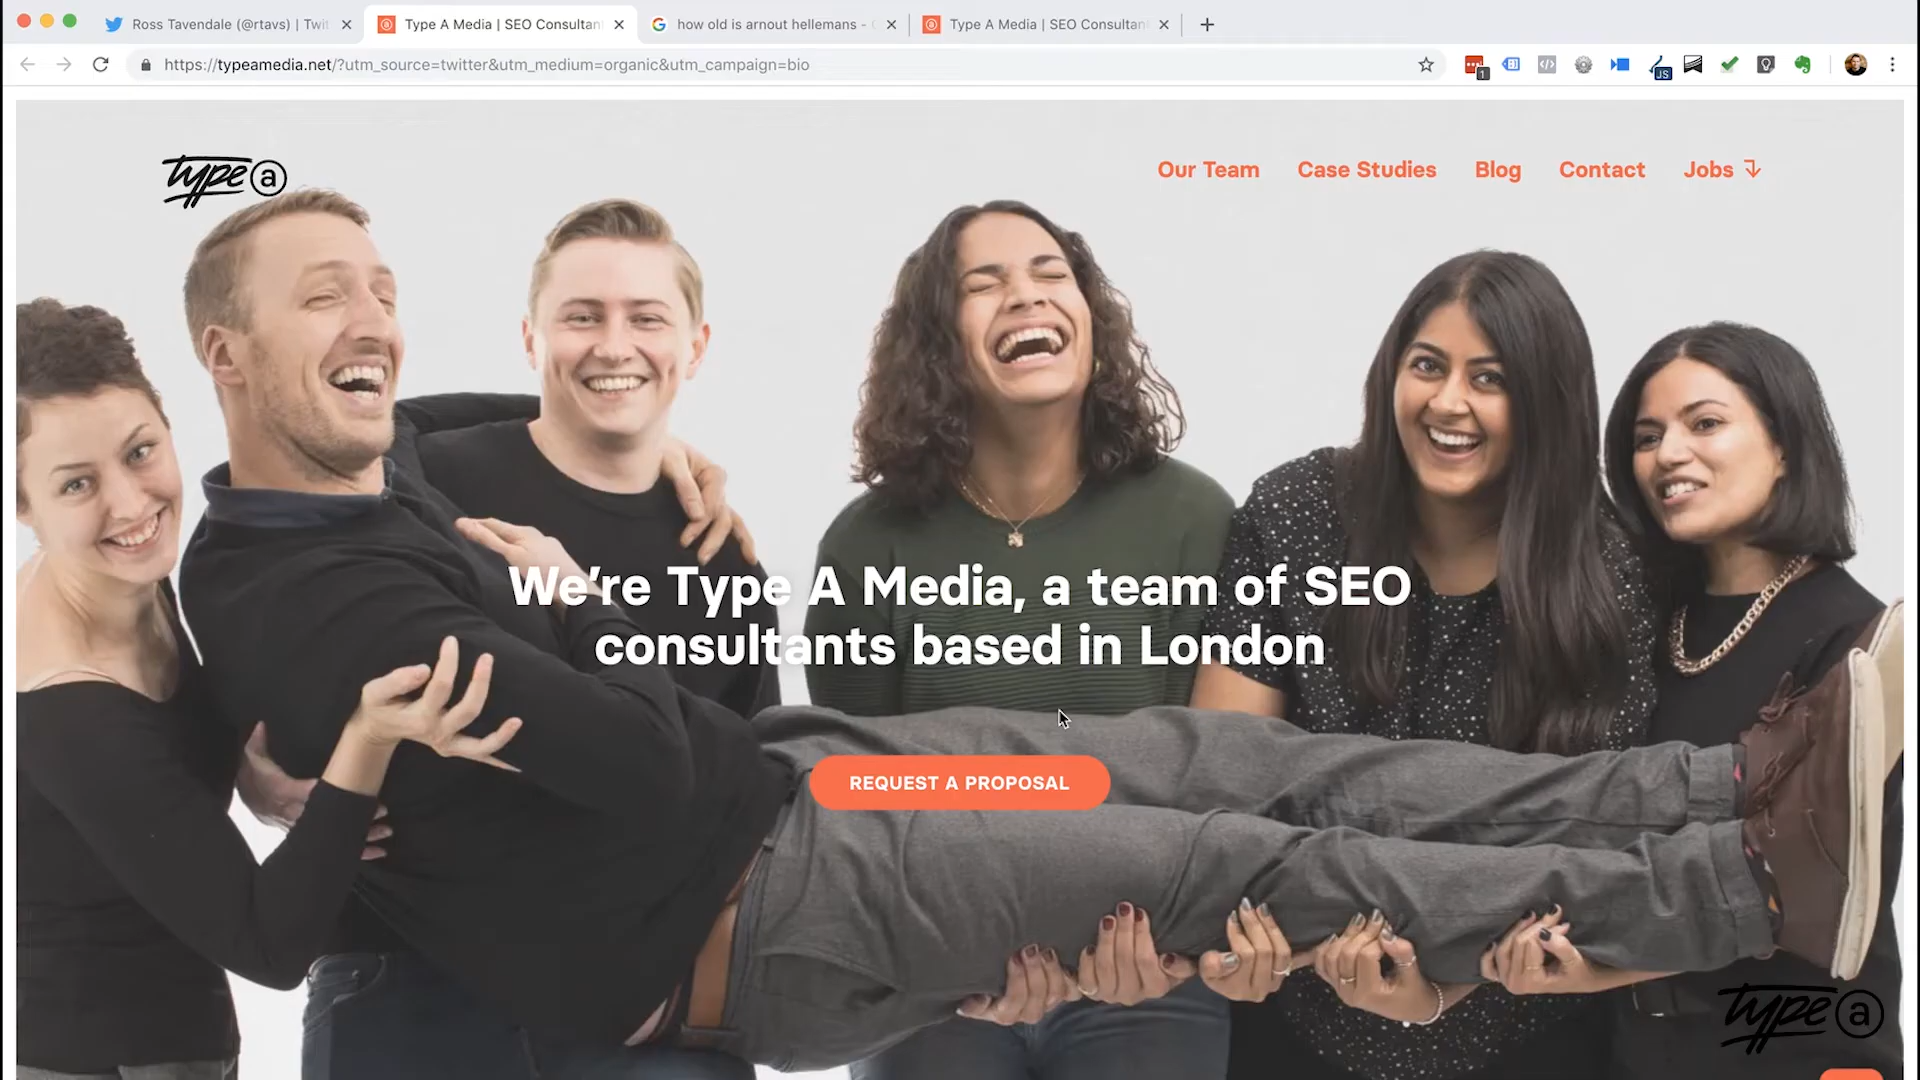 Ross Tavendale (@rtavs) | Twit
Type A Media | SEO Consultan
how old is arnout hellemans -
Type A Media | SEO Consultan
https://typeamedia.net/?utm_source=twitter&utm_medium=organic&utm_campaign=bio
1
JS
type a
Our Team
Case Studies
Blog
Contact
Jobs
We're Type A Media, a team of SEO
consultants based in London
REQUEST A PROPOSAL
type a